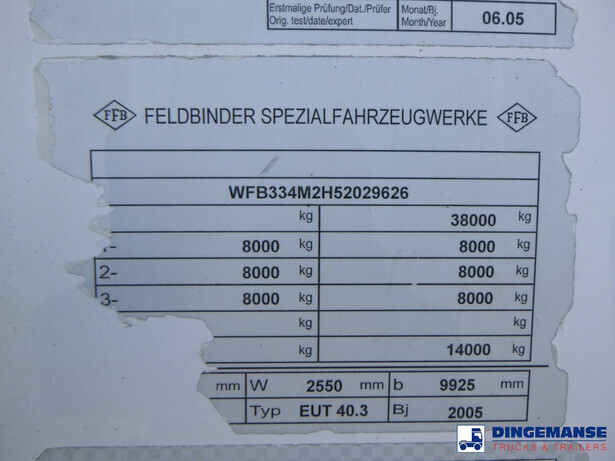 Erstmalige Prüfung/Dat./Prüfer Monat/Bj. 06.05
Orig. test/date/expert Month/Year
FFB FELDBINDER SPEZIALFAHRZEUGWERKE FFB
WFB334M2H52029626
kg 38000 kg
1- 8000 kg 8000 kg
2- 8000 kg 8000 kg
3- 8000 kg 8000 kg
kg kg
kg 14000 kg
mm W 2550 mm b 9925 mm
Typ EUT 40.3 Bj 2005
DINGEMANSE
TRUCKS & TRAILERS